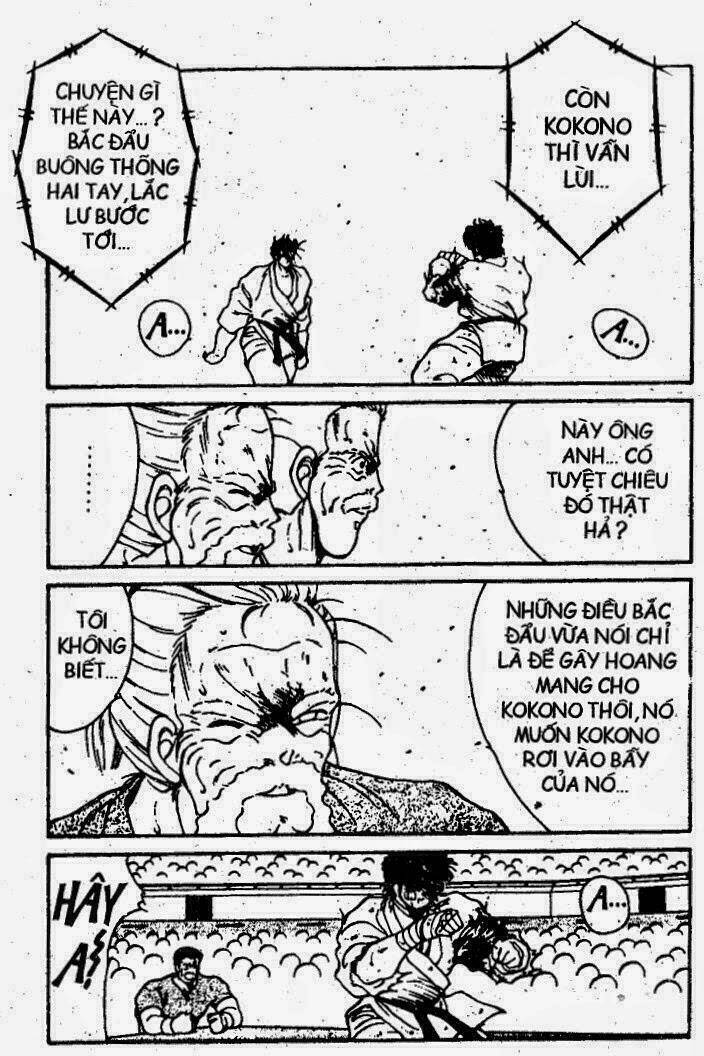 CHUYỆN GÌ
THẾ NÀY...?
BẮC ĐẨU
BUÔNG THÕNG
HAI TAY, LẮC
LƯ BƯỚC
TỚI...
CÒN
KOKONO
THÌ VẪN
LÙI...
A...
A...
........
NÀY ÔNG
ANH... CÓ
TUYỆT CHIÊU
ĐÓ THẬT
HẢ?
TÔI
KHÔNG
BIẾT...
NHỮNG ĐIỀU BẮC
ĐẨU VỪA NÓI CHỈ
LÀ ĐỂ GÂY HOANG
MANG CHO
KOKONO THÔI, NÓ
MUỐN KOKONO
RƠI VÀO BẪY
CỦA NÓ...
HÂY
A
A...